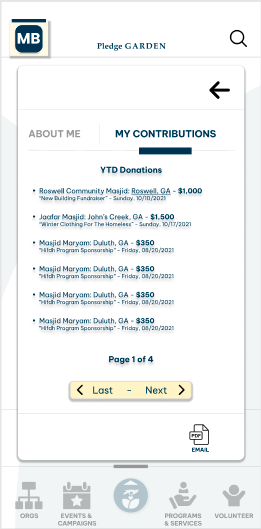 MB
Pledge GARDEN
ABOUT ME
MY CONTRIBUTIONS
YTD Donations
• Roswell Community Masjid: Roswell, GA - $1,000
"New Building Fundraiser" - Sunday, 10/10/2021
• Jaafar Masjid: John's Creek, GA - $1,500
"Winter Clothing For The Homeless" - Sunday, 10/17/2021
• Masjid Maryam: Duluth, GA - $350
"Hifdh Program Sponsorship" - Friday, 08/20/2021
• Masjid Maryam: Duluth, GA - $350
"Hifdh Program Sponsorship" - Friday, 08/20/2021
• Masjid Maryam: Duluth, GA - $350
"Hifdh Program Sponsorship" - Friday, 08/20/2021
• Masjid Maryam: Duluth, GA - $350
"Hifdh Program Sponsorship" - Friday, 08/20/2021
Page 1 of 4
Last - Next
PDF
EMAIL
ORGS
EVENTS &
CAMPAIGNS
PROGRAMS
& SERVICES
VOLUNTEER